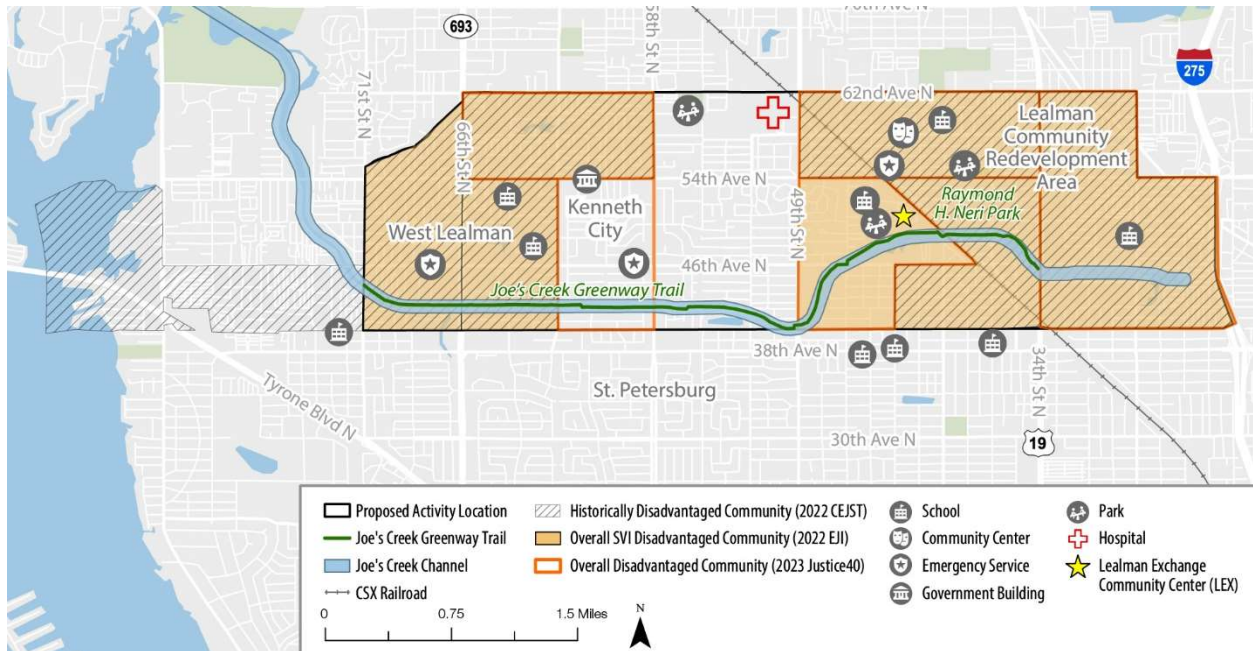 70th Ave N
693
58th St N
275
71st St N
62nd Ave N
Lealman
Community
Redevelopment
Area
66th St N
54th Ave N
49th St N
Raymond
H. Neri Park
Kenneth
City
West Lealman
46th Ave N
Joe's Creek Greenway Trail
38th Ave N
34th St N
Tyrone Blvd N
St. Petersburg
30th Ave N
19
Proposed Activity Location
Joe's Creek Greenway Trail
Joe's Creek Channel
CSX Railroad
0 0.75 1.5 Miles
Historically Disadvantaged Community (2022 CEJST)
Overall SVI Disadvantaged Community (2022 EJI)
Overall Disadvantaged Community (2023 Justice40)
N
School
Community Center
Emergency Service
Government Building
Park
Hospital
Lealman Exchange
Community Center (LEX)